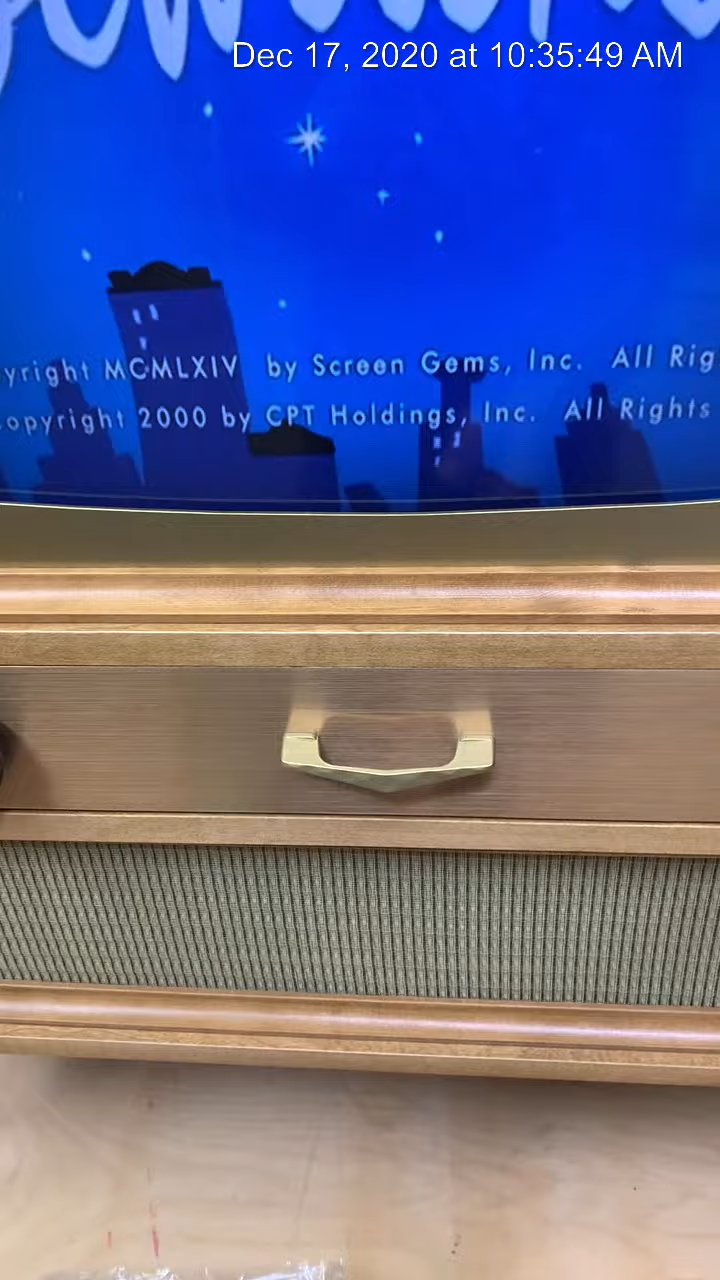 Dec 17, 2020 at 10:35:49 AM
yright MCMLXIV by Screen Gems, Inc. All Rig
opyright 2000 by CPT Holdings, Inc. All Rights